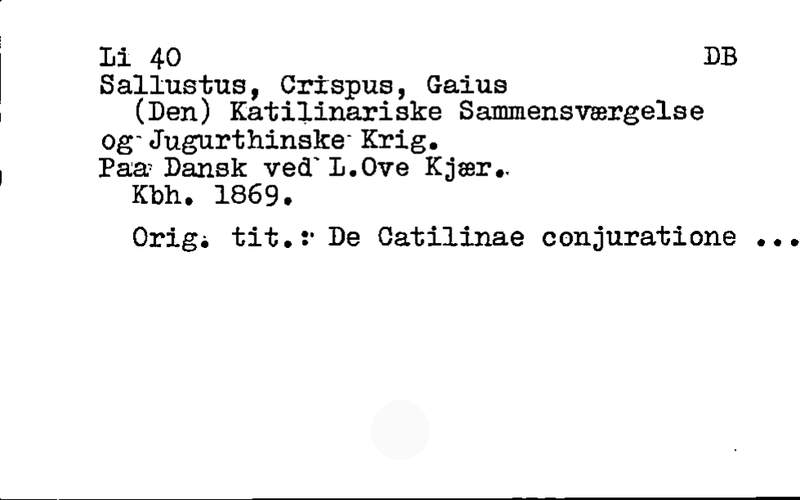 Li 40 DB
Sallustus, Crispus, Gaius
(Den) Katilinariske Sammensværgelse
og Jugurthinske Krig.
Paa Dansk ved L.Ove Kjær.
Kbh. 1869.
Orig. tit.: De Catilinae conjuratione ...